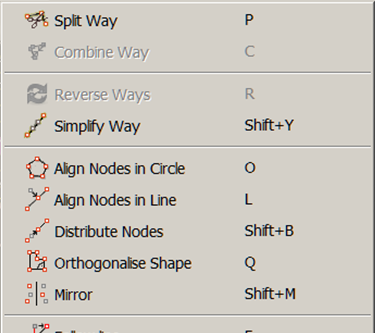 Split Way P
Combine Way C
Reverse Ways R
Simplify Way Shift+Y
Align Nodes in Circle O
Align Nodes in Line L
Distribute Nodes Shift+B
Orthogonalise Shape Q
Mirror Shift+M